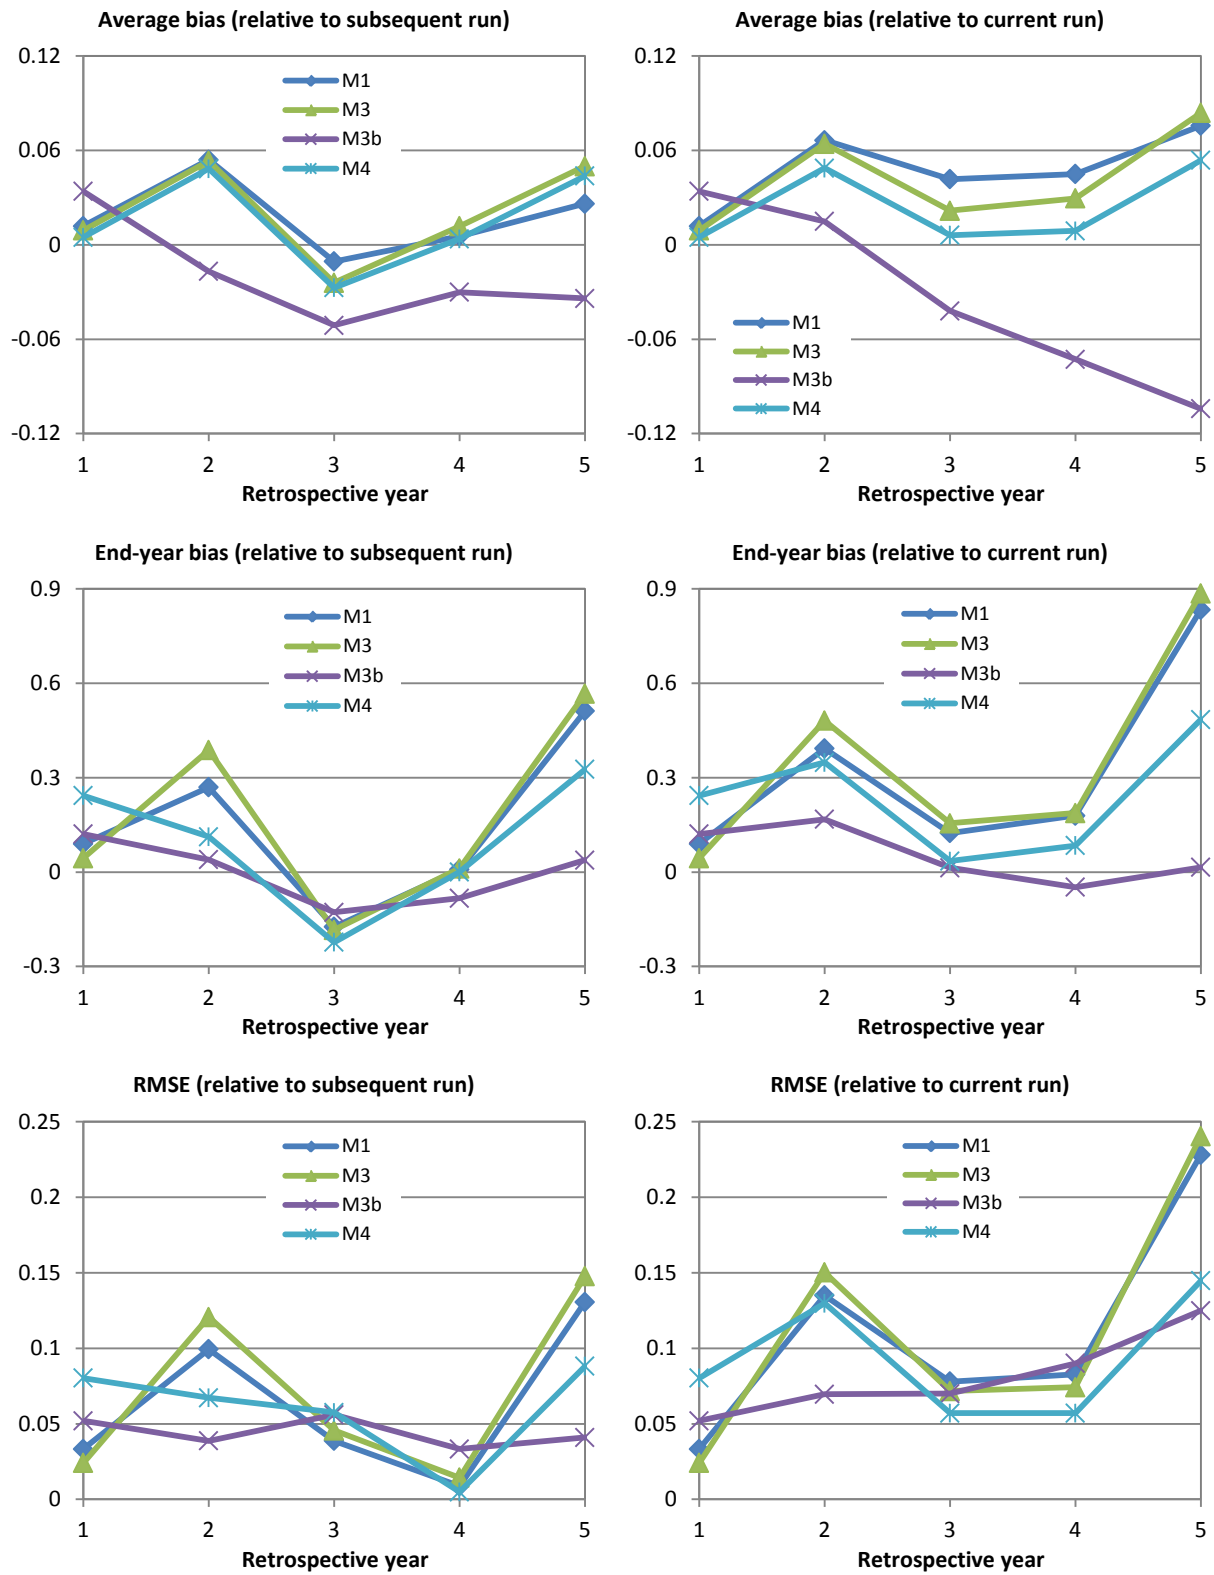 Average bias (relative to subsequent run)
0.12
0.06
0
-0.06
-0.12
M1
M3
M3b
M4
1 2 3 4 5
Retrospective year
Average bias (relative to current run)
0.12
0.06
0
-0.06
-0.12
M1
M3
M3b
M4
1 2 3 4 5
Retrospective year
End-year bias (relative to subsequent run)
0.9
0.6
0.3
0
-0.3
M1
M3
M3b
M4
1 2 3 4 5
Retrospective year
End-year bias (relative to current run)
0.9
0.6
0.3
0
-0.3
M1
M3
M3b
M4
1 2 3 4 5
Retrospective year
RMSE (relative to subsequent run)
0.25
0.2
0.15
0.1
0.05
0
M1
M3
M3b
M4
1 2 3 4 5
Retrospective year
RMSE (relative to current run)
0.25
0.2
0.15
0.1
0.05
0
M1
M3
M3b
M4
1 2 3 4 5
Retrospective year